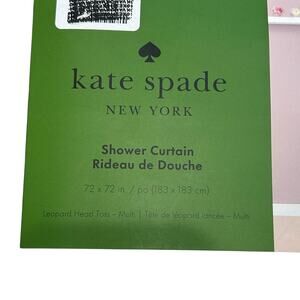 kate spade
NEW YORK
Shower Curtain
Rideau de Douche
72 x 72 in. / po (183 x 183 cm)
Leopard Head Toss – Multi | Tête de léopard lancée – Multi